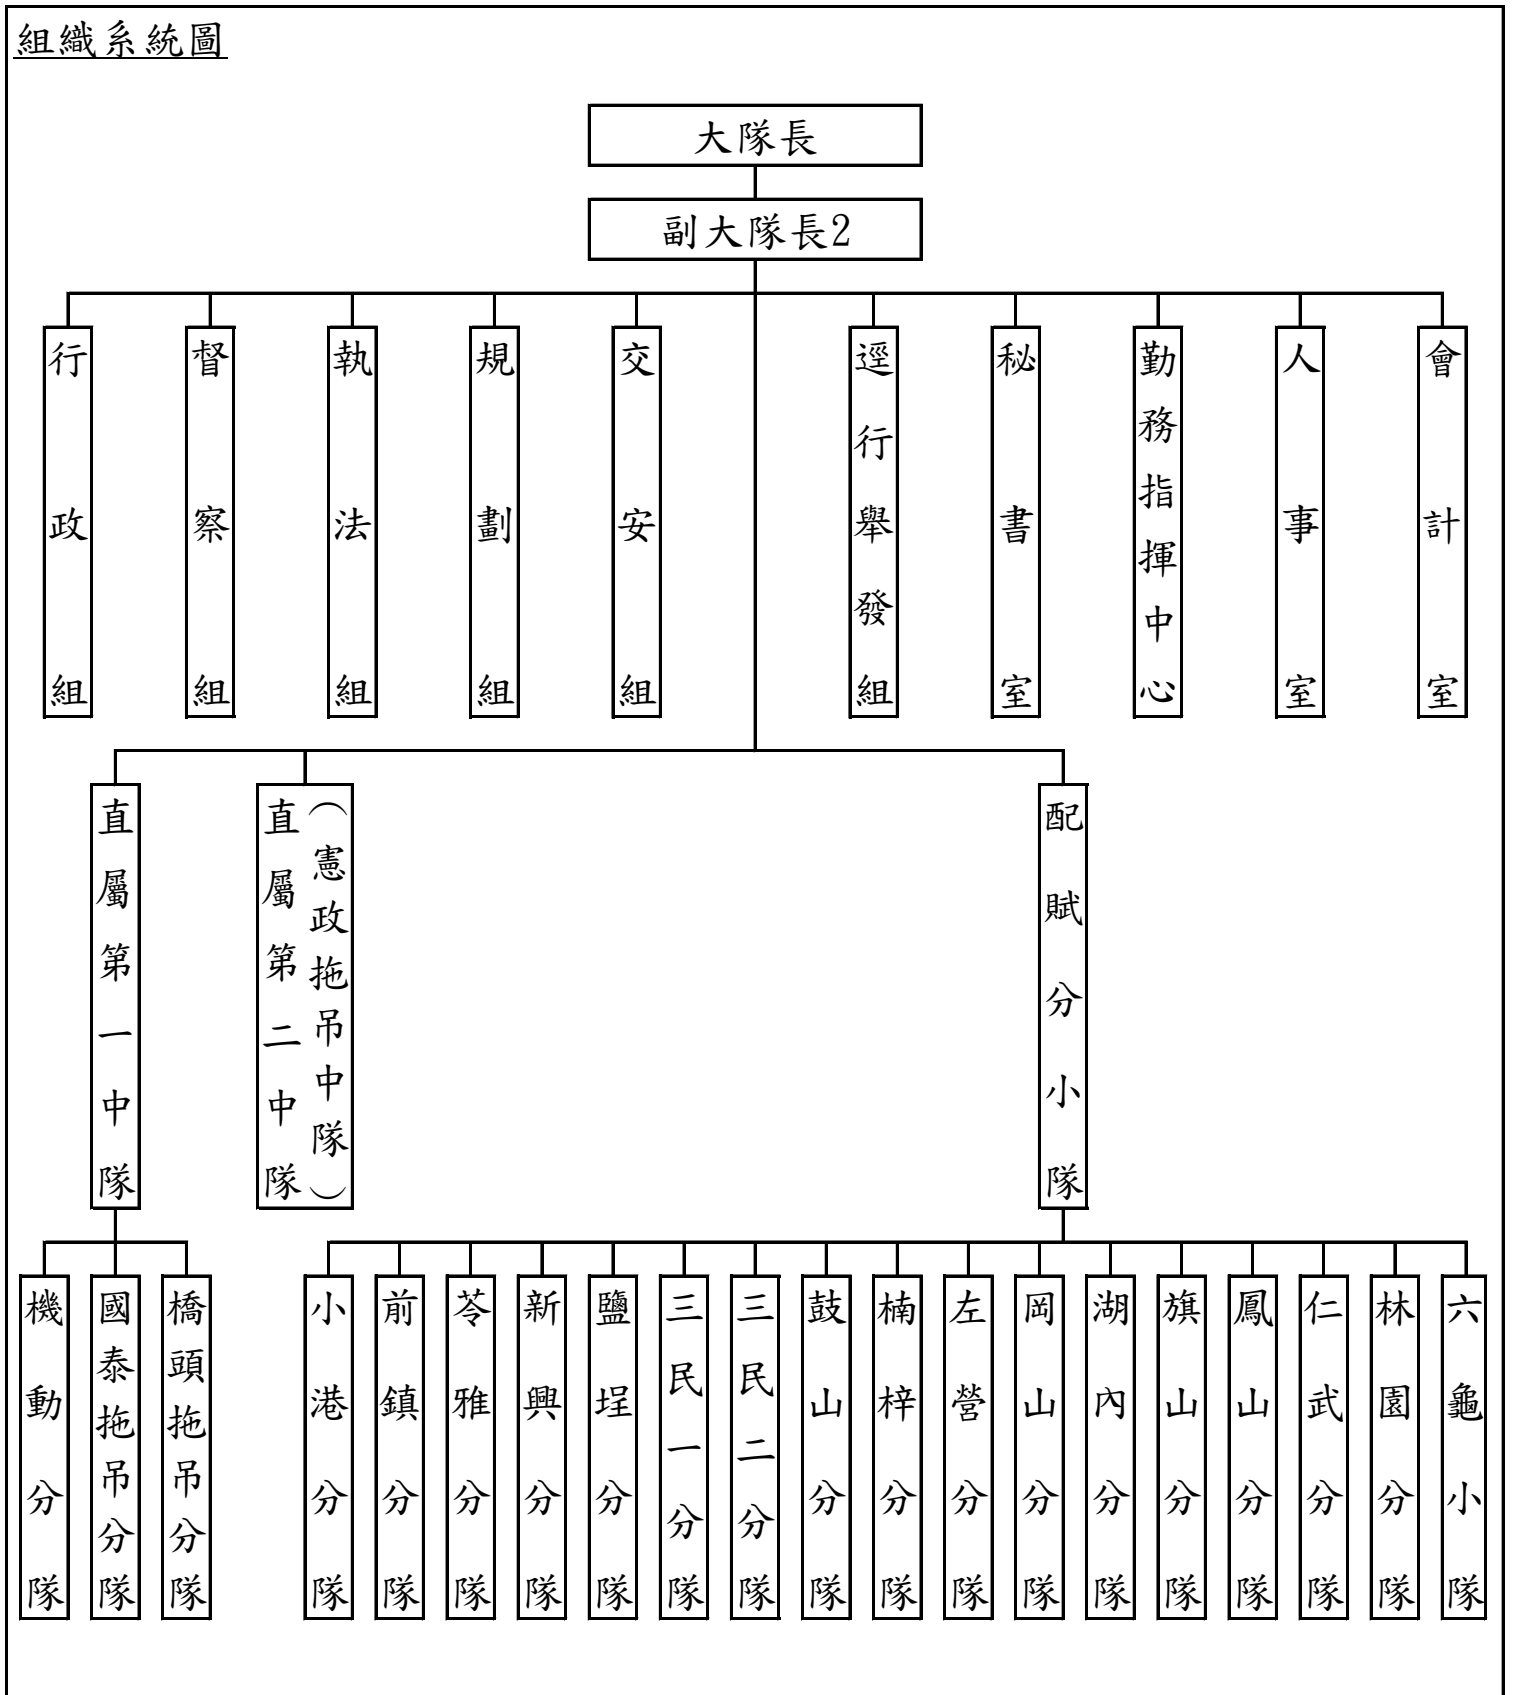 組織系統圖
大隊長
副大隊長2
行政組
督察組
執法組
規劃組
交安組
逕行舉發組
秘書室
勤務指揮中心
人事室
會計室
直屬第一中隊
直屬第二中隊
（憲政拖吊中隊）
配賦分小隊
機動分隊
國泰拖吊分隊
橋頭拖吊分隊
小港分隊
前鎮分隊
苓雅分隊
新興分隊
鹽埕分隊
三民一分隊
三民二分隊
鼓山分隊
楠梓分隊
左營分隊
岡山分隊
湖內分隊
旗山分隊
鳳山分隊
仁武分隊
林園分隊
六龜小隊